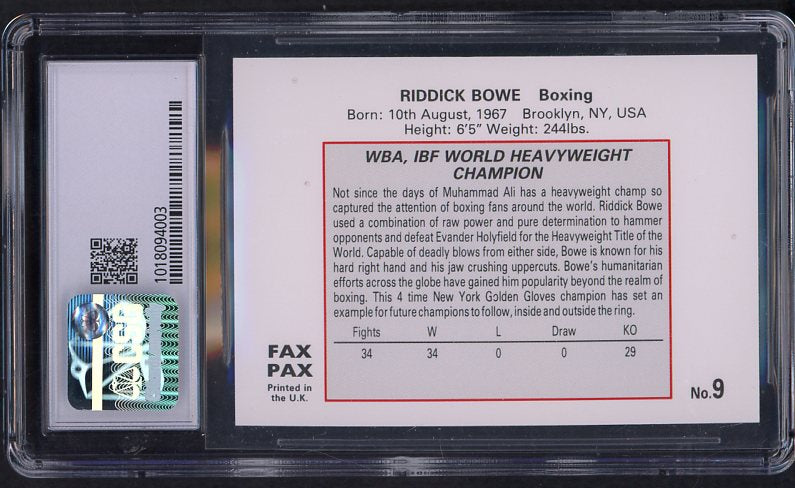 1018094003
RIDDICK BOWE Boxing
Born: 10th August, 1967 Brooklyn, NY, USA
Height: 6'5" Weight: 244lbs.
WBA, IBF WORLD HEAVYWEIGHT
CHAMPION
Not since the days of Muhammad Ali has a heavyweight champ so
captured the attention of boxing fans around the world. Riddick Bowe
used a combination of raw power and pure determination to hammer
opponents and defeat Evander Holyfield for the Heavyweight Title of the
World. Capable of deadly blows from either side, Bowe is known for his
hard right hand and his jaw crushing uppercuts. Bowe's humanitarian
efforts across the globe have gained him popularity beyond the realm of
boxing. This 4 time New York Golden Gloves champion has set an
example for future champions to follow, inside and outside the ring.
Fights W L Draw KO
34 34 0 0 29
FAX
PAX
Printed in
the U.K.
No.9